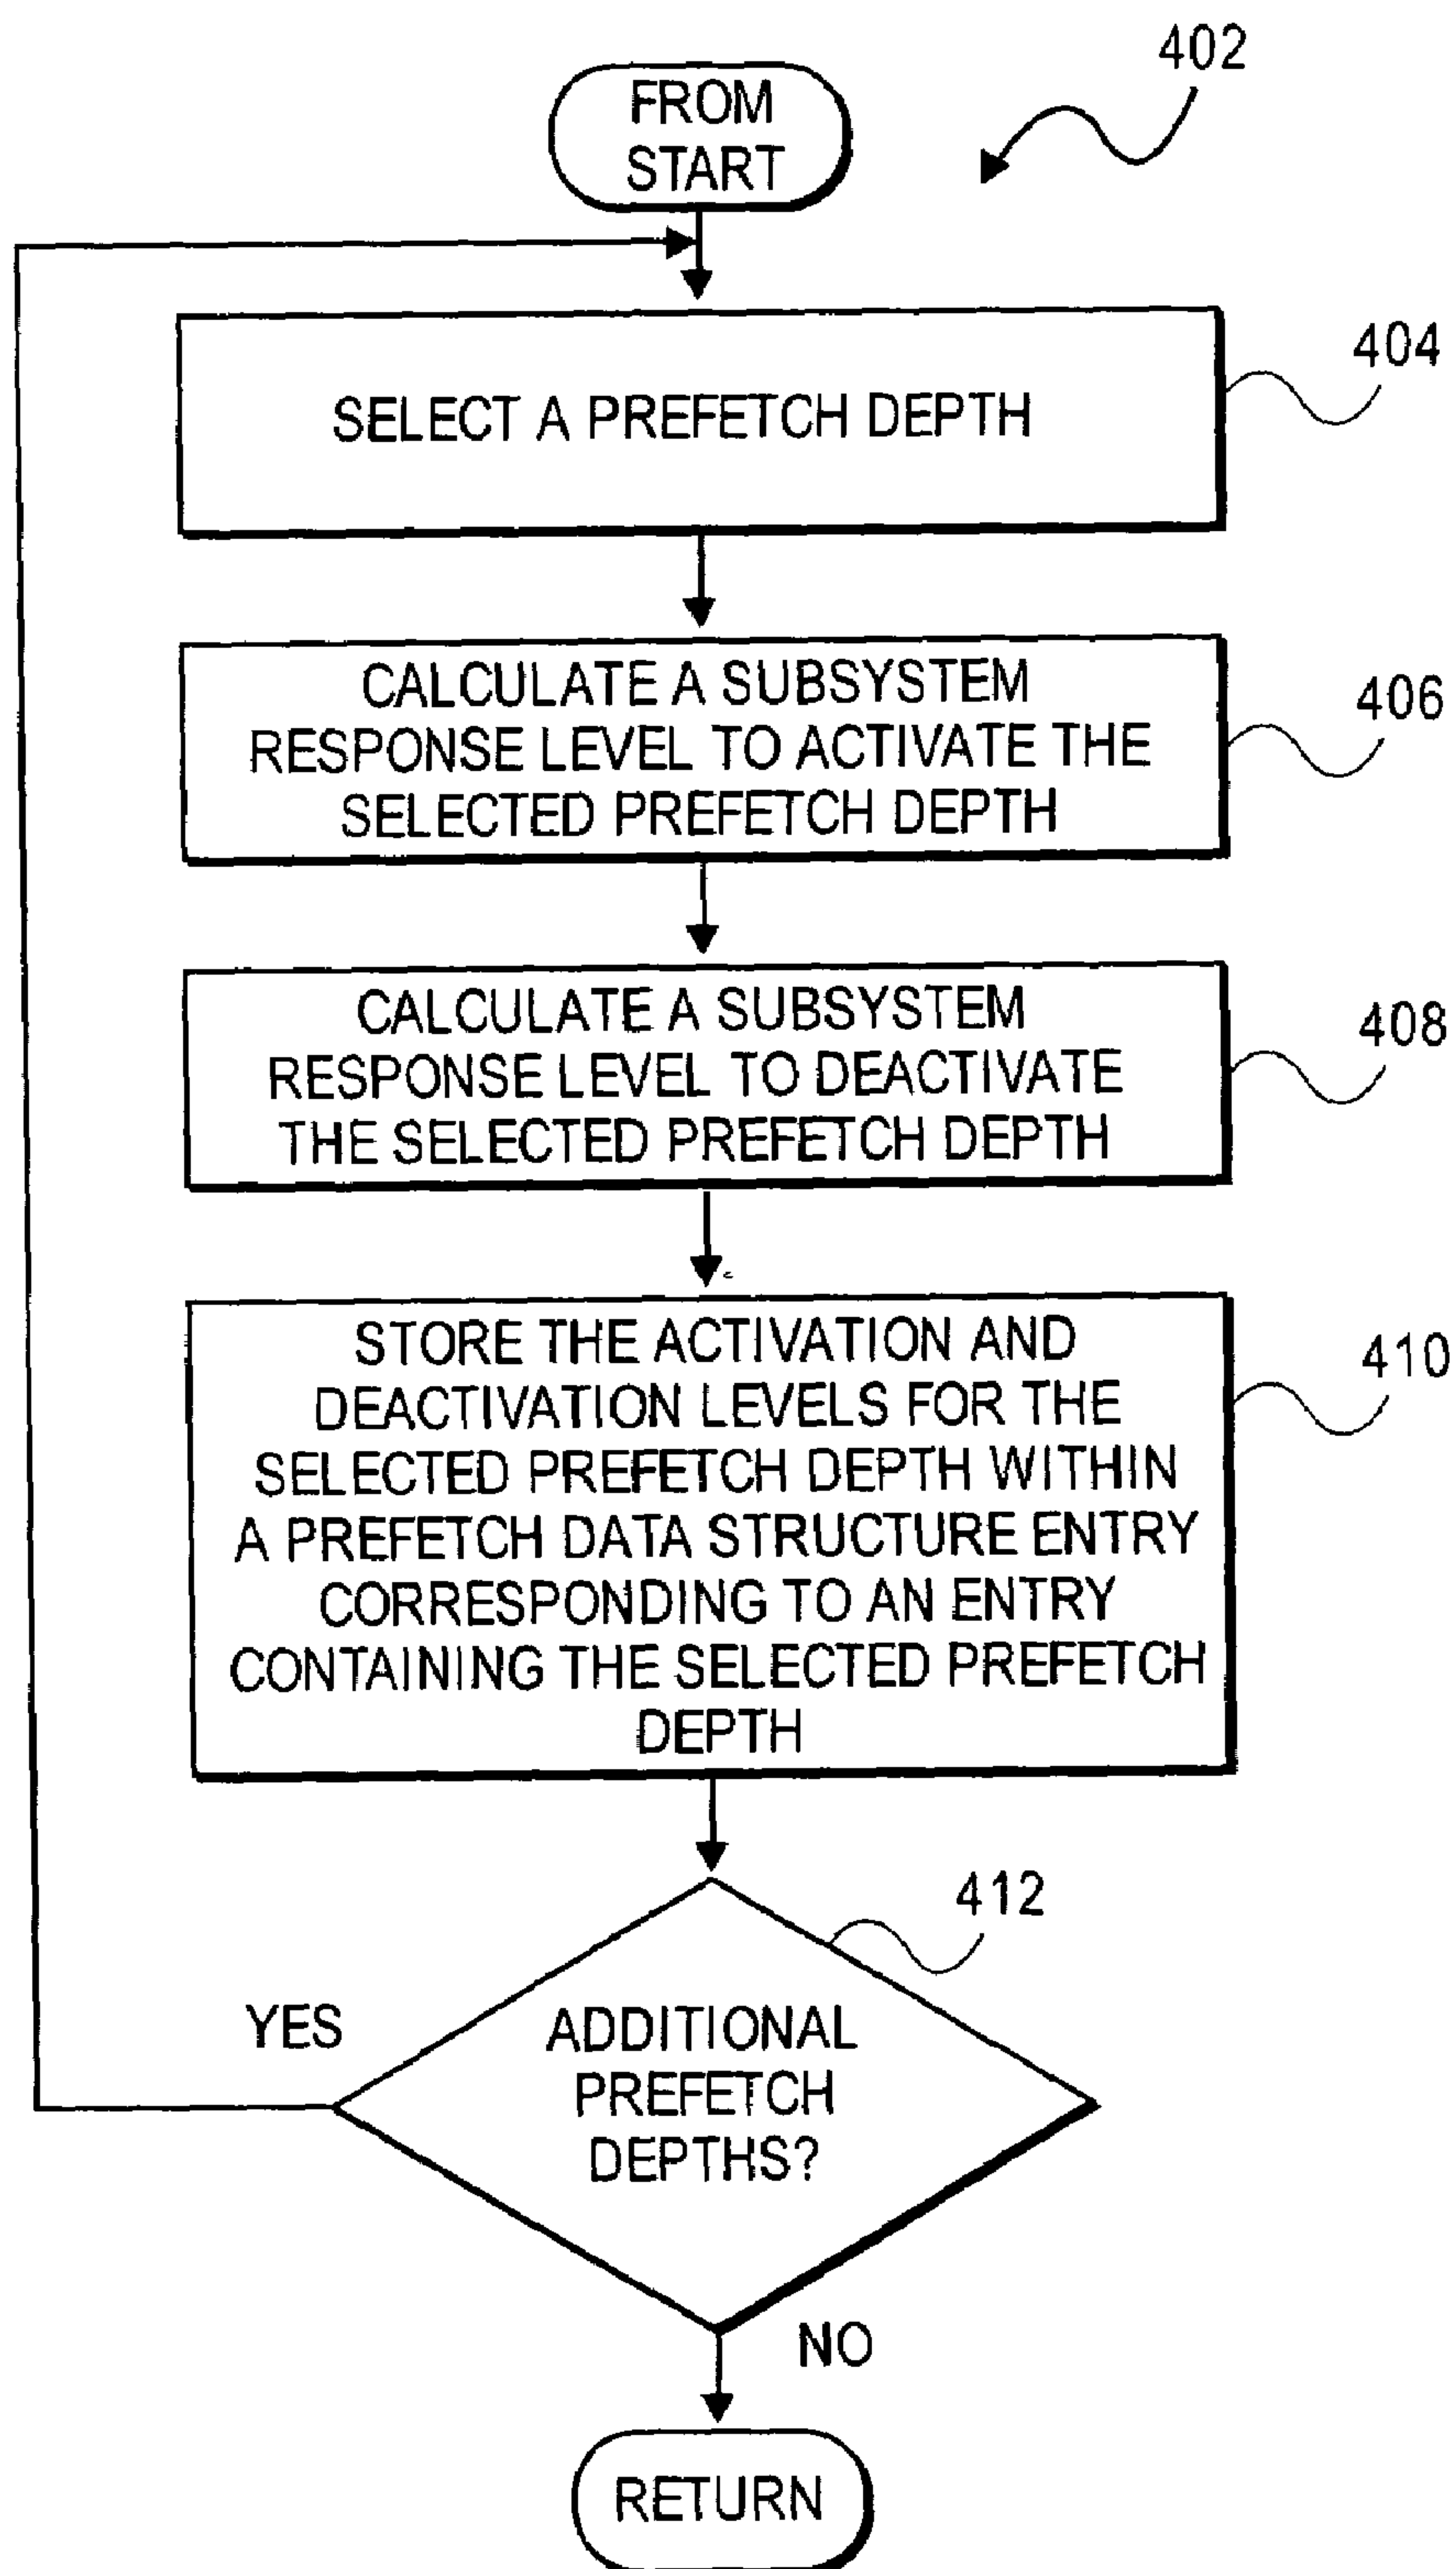 402
FROM
START
404
SELECT A PREFETCH DEPTH
406
CALCULATE A SUBSYSTEM
RESPONSE LEVEL TO ACTIVATE THE
SELECTED PREFETCH DEPTH
408
CALCULATE A SUBSYSTEM
RESPONSE LEVEL TO DEACTIVATE
THE SELECTED PREFETCH DEPTH
410
STORE THE ACTIVATION AND
DEACTIVATION LEVELS FOR THE
SELECTED PREFETCH DEPTH WITHIN
A PREFETCH DATA STRUCTURE ENTRY
CORRESPONDING TO AN ENTRY
CONTAINING THE SELECTED PREFETCH
DEPTH
412
YES
ADDITIONAL
PREFETCH
DEPTHS?
NO
RETURN